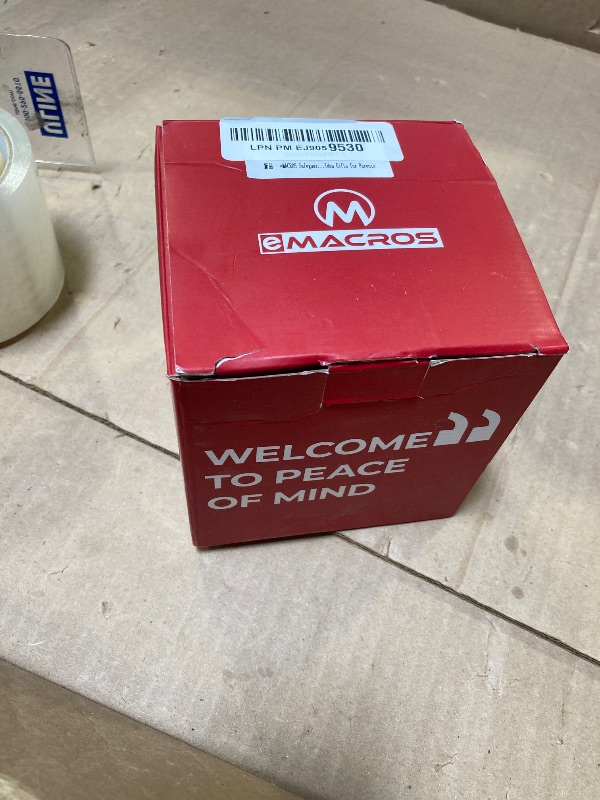 ULINE
LPN PM EJ9059530
M
eMACROS
WELCOME
TO PEACE
OF MIND